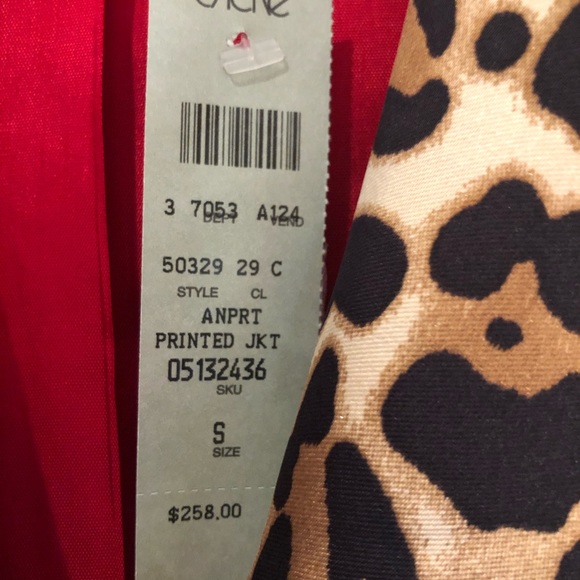 3 7053 A124
DEPT VEND
50329 29 C
STYLE CL
ANPRT
PRINTED JKT
05132436
SKU
S
SIZE
$258.00